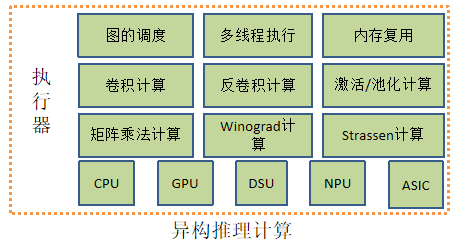 执行器
图的调度
多线程执行
内存复用
卷积计算
反卷积计算
激活/池化计算
矩阵乘法计算
Winograd计
算
Strassen计算
CPU
GPU
DSU
NPU
ASIC
异构推理计算